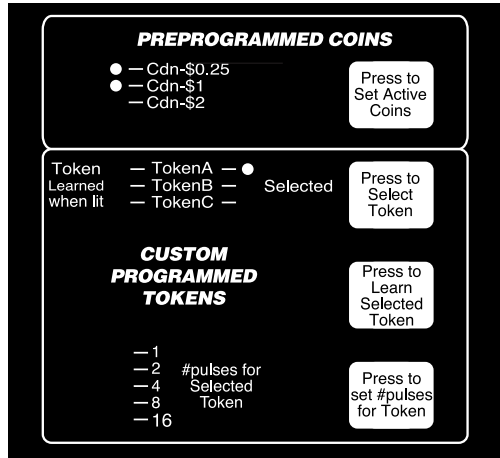 PREPROGRAMMED COINS
Cdn-$0.25
Cdn-$1
Cdn-$2
Press to
Set Active
Coins
Token
Learned
when lit
TokenA
TokenB
TokenC
Selected
Press to
Select
Token
CUSTOM
PROGRAMMED
TOKENS
Press to
Learn
Selected
Token
1
2
4
8
16
#pulses for
Selected
Token
Press to
set #pulses
for Token